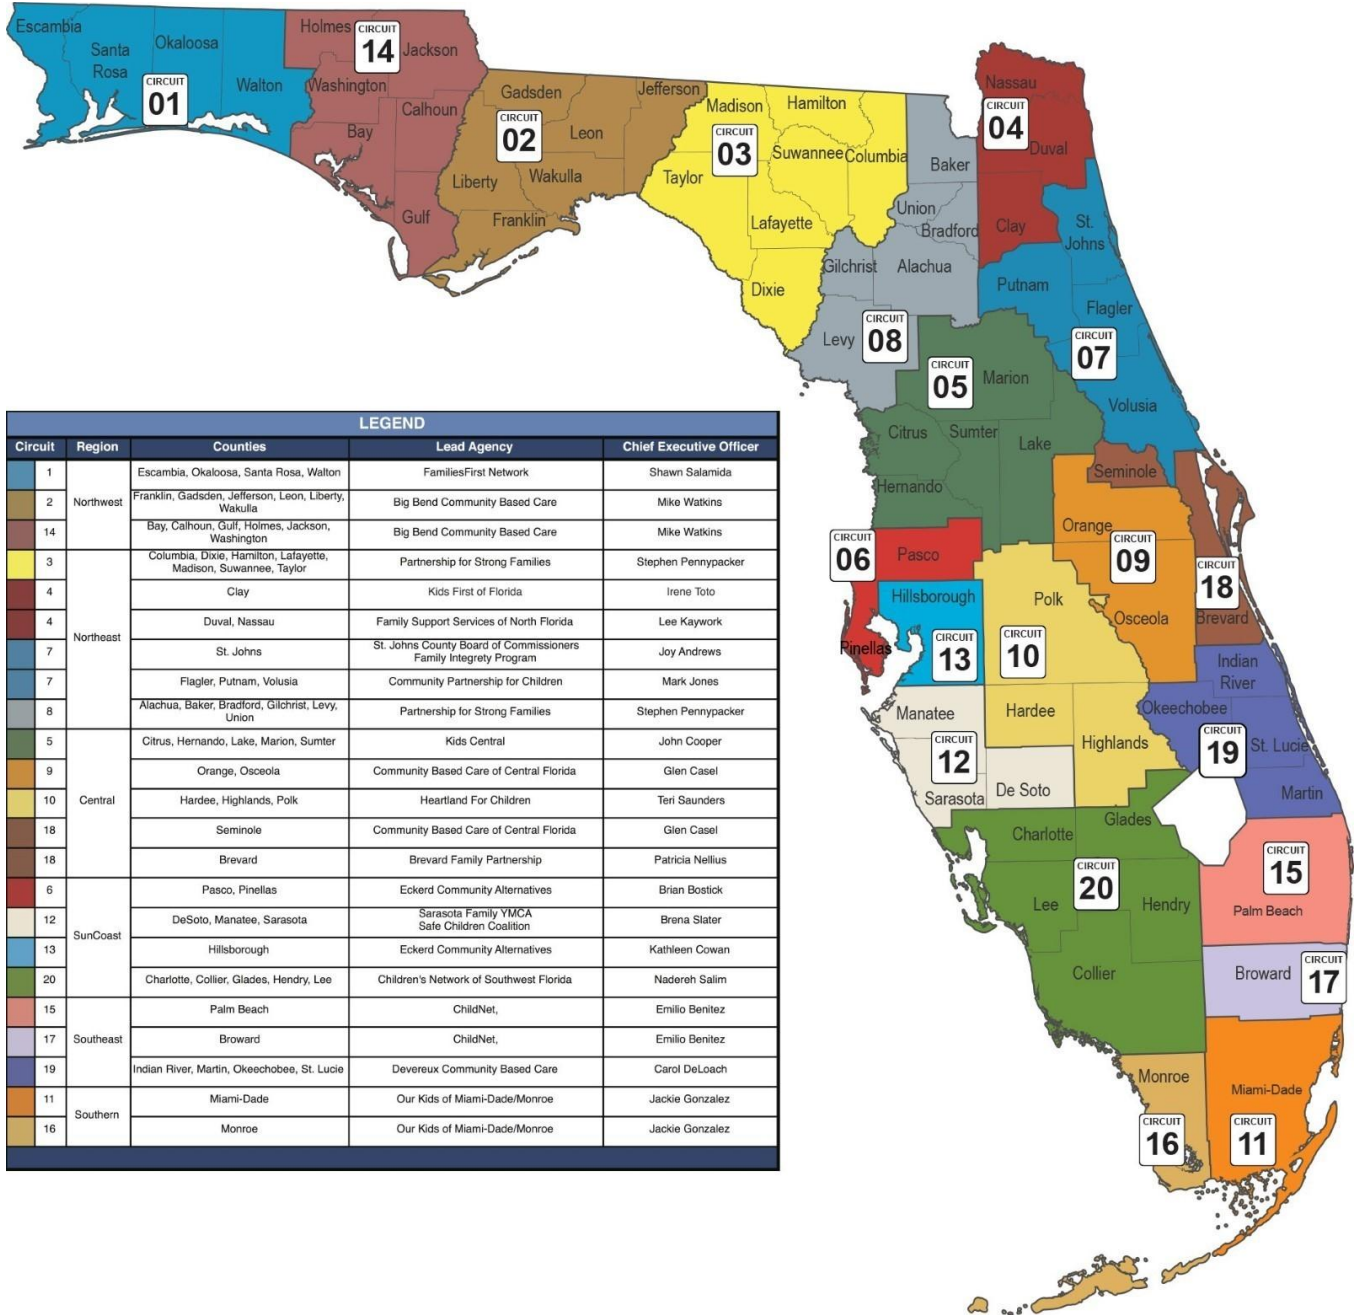 Escambia
Santa
Rosa
Okaloosa
Walton
CIRCUIT
01
Holmes
CIRCUIT
14
Jackson
Washington
Calhoun
Bay
Gulf
Gadsden
Jefferson
CIRCUIT
02
Leon
Liberty
Wakulla
Franklin
Madison
Hamilton
CIRCUIT
03
Suwannee
Columbia
Taylor
Lafayette
Dixie
Nassau
CIRCUIT
04
Duval
Clay
Baker
Union
Bradford
Gilchrist
Alachua
Levy
CIRCUIT
08
St.
Johns
Putnam
Flagler
CIRCUIT
07
Volusia
CIRCUIT
05
Marion
Citrus
Sumter
Lake
Hernando
Seminole
Orange
CIRCUIT
09
Osceola
CIRCUIT
18
Brevard
CIRCUIT
06
Pasco
Pinellas
Hillsborough
CIRCUIT
13
Polk
CIRCUIT
10
Hardee
Highlands
Manatee
CIRCUIT
12
Sarasota
De Soto
Indian
River
Okeechobee
CIRCUIT
19
St. Lucie
Martin
Charlotte
Glades
CIRCUIT
20
Lee
Hendry
Collier
CIRCUIT
15
Palm Beach
Broward
CIRCUIT
17
Monroe
CIRCUIT
16
Miami-Dade
CIRCUIT
11
LEGEND
Circuit Region Counties Lead Agency Chief Executive Officer
Northwest
1 Escambia, Okaloosa, Santa Rosa, Walton FamiliesFirst Network Shawn Salamida
2 Franklin, Gadsden, Jefferson, Leon, Liberty,
Wakulla Big Bend Community Based Care Mike Watkins
14 Bay, Calhoun, Gulf, Holmes, Jackson,
Washington Big Bend Community Based Care Mike Watkins
Northeast
3 Columbia, Dixie, Hamilton, Lafayette,
Madison, Suwannee, Taylor Partnership for Strong Families Stephen Pennypacker
4 Clay Kids First of Florida Irene Toto
4 Duval, Nassau Family Support Services of North Florida Lee Kaywork
7 St. Johns St. Johns County Board of Commissioners
Family Integrety Program Joy Andrews
7 Flagler, Putnam, Volusia Community Partnership for Children Mark Jones
8 Alachua, Baker, Bradford, Gilchrist, Levy,
Union Partnership for Strong Families Stephen Pennypacker
Central
5 Citrus, Hernando, Lake, Marion, Sumter Kids Central John Cooper
9 Orange, Osceola Community Based Care of Central Florida Glen Casel
10 Hardee, Highlands, Polk Heartland For Children Teri Saunders
18 Seminole Community Based Care of Central Florida Glen Casel
18 Brevard Brevard Family Partnership Patricia Nellius
SunCoast
6 Pasco, Pinellas Eckerd Community Alternatives Brian Bostick
12 DeSoto, Manatee, Sarasota Sarasota Family YMCA
Safe Children Coalition Brena Slater
13 Hillsborough Eckerd Community Alternatives Kathleen Cowan
20 Charlotte, Collier, Glades, Hendry, Lee Children's Network of Southwest Florida Nadereh Salim
Southeast
15 Palm Beach ChildNet, Emilio Benitez
17 Broward ChildNet, Emilio Benitez
19 Indian River, Martin, Okeechobee, St. Lucie Devereux Community Based Care Carol DeLoach
Southern
11 Miami-Dade Our Kids of Miami-Dade/Monroe Jackie Gonzalez
16 Monroe Our Kids of Miami-Dade/Monroe Jackie Gonzalez